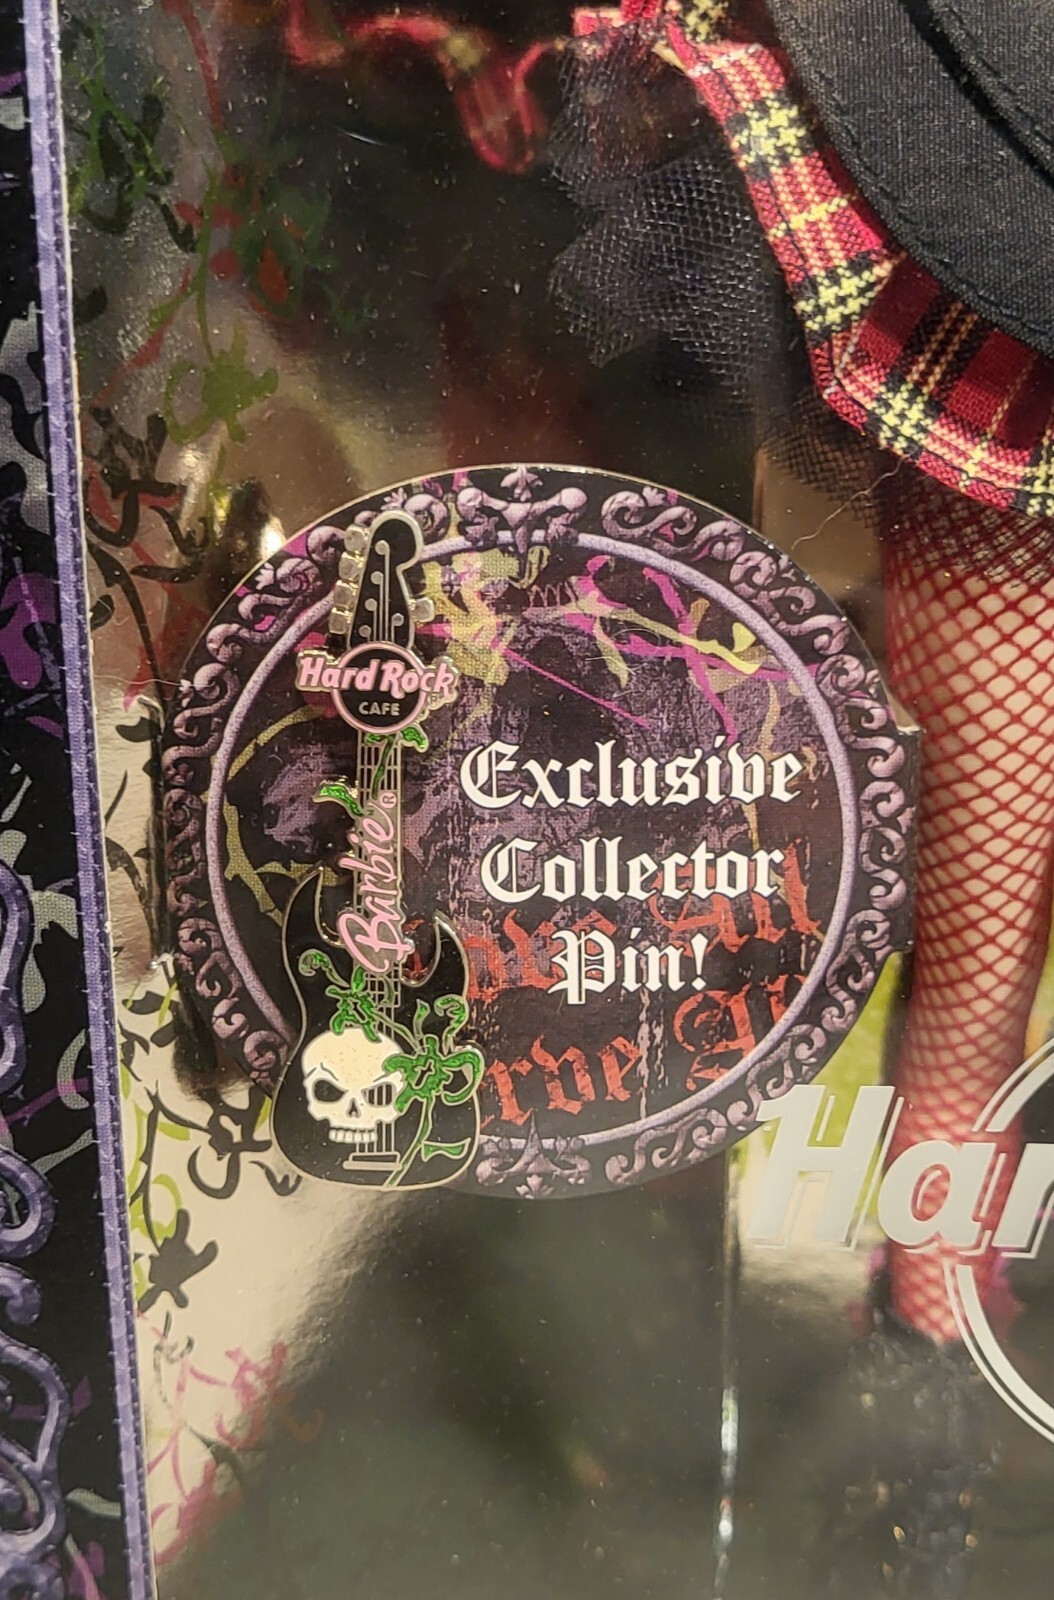 Hard Rock
CAFE
Barbie®
Exclusive
Collector
Pin!
Har